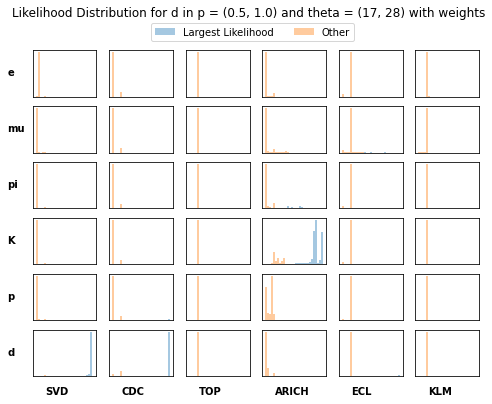 Likelihood Distribution for d in p = (0.5, 1.0) and theta = (17, 28) with weights
Largest Likelihood Other
e
mu
pi
K
p
d
SVD CDC TOP ARICH ECL KLM